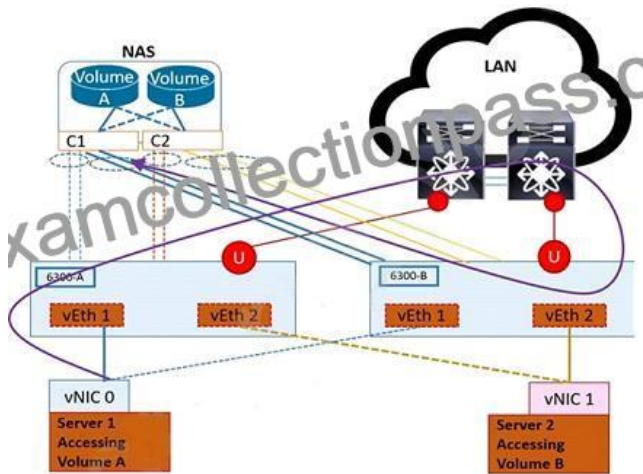 NAS
Volume A
Volume B
C1
C2
LAN
xamcollectionpass.c
U
U
6300-A
6300-B
vEth 1
vEth 2
vEth 1
vEth 2
vNIC 0
vNIC 1
Server 1
Accessing
Volume A
Server 2
Accessing
Volume B